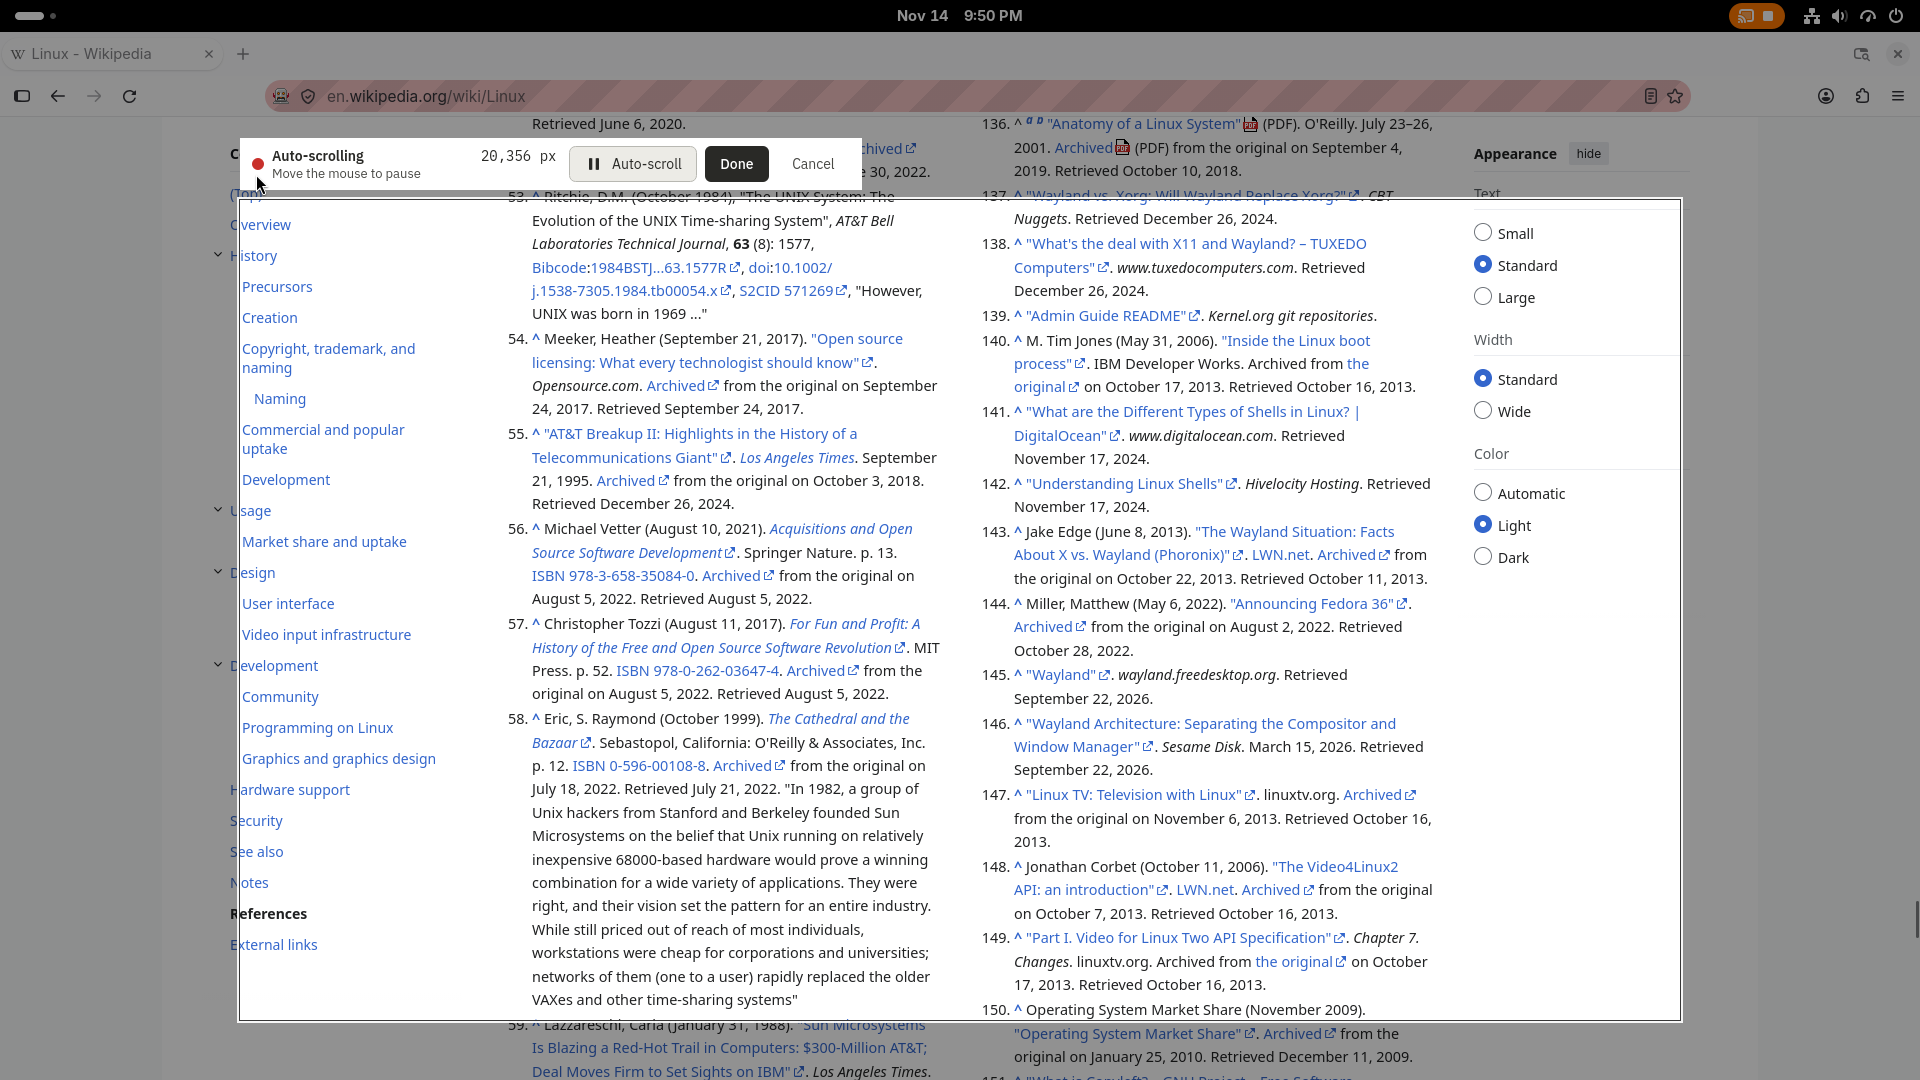 Nov 14 9:50 PM
Linux - Wikipedia
en.wikipedia.org/wiki/Linux
Auto-scrolling
Move the mouse to pause
20,356 px
Auto-scroll
Done
Cancel
Overview
History
Precursors
Creation
Copyright, trademark, and
naming
Naming
Commercial and popular
uptake
Development
Usage
Market share and uptake
Design
User interface
Video input infrastructure
Development
Community
Programming on Linux
Graphics and graphics design
Hardware support
Security
See also
Notes
References
External links
Retrieved June 6, 2020.
30, 2022.
53. ^ Ritchie, D.M. (October 1984), "The UNIX System: The
Evolution of the UNIX Time-sharing System", AT&T Bell
Laboratories Technical Journal, 63 (8): 1577,
Bibcode:1984BSTJ...63.1577R, doi:10.1002/
j.1538-7305.1984.tb00054.x, S2CID 571269, "However,
UNIX was born in 1969 ..."
54. ^ Meeker, Heather (September 21, 2017). "Open source
licensing: What every technologist should know".
Opensource.com. Archived from the original on September
24, 2017. Retrieved September 24, 2017.
55. ^ "AT&T Breakup II: Highlights in the History of a
Telecommunications Giant". Los Angeles Times. September
21, 1995. Archived from the original on October 3, 2018.
Retrieved December 26, 2024.
56. ^ Michael Vetter (August 10, 2021). Acquisitions and Open
Source Software Development. Springer Nature. p. 13.
ISBN 978-3-658-35084-0. Archived from the original on
August 5, 2022. Retrieved August 5, 2022.
57. ^ Christopher Tozzi (August 11, 2017). For Fun and Profit: A
History of the Free and Open Source Software Revolution. MIT
Press. p. 52. ISBN 978-0-262-03647-4. Archived from the
original on August 5, 2022. Retrieved August 5, 2022.
58. ^ Eric, S. Raymond (October 1999). The Cathedral and the
Bazaar. Sebastopol, California: O'Reilly & Associates, Inc.
p. 12. ISBN 0-596-00108-8. Archived from the original on
July 18, 2022. Retrieved July 21, 2022. "In 1982, a group of
Unix hackers from Stanford and Berkeley founded Sun
Microsystems on the belief that Unix running on relatively
inexpensive 68000-based hardware would prove a winning
combination for a wide variety of applications. They were
right, and their vision set the pattern for an entire industry.
While still priced out of reach of most individuals,
workstations were cheap for corporations and universities;
networks of them (one to a user) rapidly replaced the older
VAXes and other time-sharing systems"
59. ^ Lazzareschi, Carla (January 31, 1988). "Sun Microsystems
Is Blazing a Red-Hot Trail in Computers: $300-Million AT&T;
Deal Moves Firm to Set Sights on IBM". Los Angeles Times.
136. ^ a b "Anatomy of a Linux System" (PDF). O'Reilly. July 23–26,
2001. Archived (PDF) from the original on September 4,
2019. Retrieved October 10, 2018.
137. ^ "Wayland vs. Xorg: Will Wayland Replace Xorg?". CBT
Nuggets. Retrieved December 26, 2024.
138. ^ "What's the deal with X11 and Wayland? – TUXEDO
Computers". www.tuxedocomputers.com. Retrieved
December 26, 2024.
139. ^ "Admin Guide README". Kernel.org git repositories.
140. ^ M. Tim Jones (May 31, 2006). "Inside the Linux boot
process". IBM Developer Works. Archived from the
original on October 17, 2013. Retrieved October 16, 2013.
141. ^ "What are the Different Types of Shells in Linux? |
DigitalOcean". www.digitalocean.com. Retrieved
November 17, 2024.
142. ^ "Understanding Linux Shells". Hivelocity Hosting. Retrieved
November 17, 2024.
143. ^ Jake Edge (June 8, 2013). "The Wayland Situation: Facts
About X vs. Wayland (Phoronix)". LWN.net. Archived from
the original on October 22, 2013. Retrieved October 11, 2013.
144. ^ Miller, Matthew (May 6, 2022). "Announcing Fedora 36".
Archived from the original on August 2, 2022. Retrieved
October 28, 2022.
145. ^ "Wayland". wayland.freedesktop.org. Retrieved
September 22, 2026.
146. ^ "Wayland Architecture: Separating the Compositor and
Window Manager". Sesame Disk. March 15, 2026. Retrieved
September 22, 2026.
147. ^ "Linux TV: Television with Linux". linuxtv.org. Archived
from the original on November 6, 2013. Retrieved October 16,
2013.
148. ^ Jonathan Corbet (October 11, 2006). "The Video4Linux2
API: an introduction". LWN.net. Archived from the original
on October 7, 2013. Retrieved October 16, 2013.
149. ^ "Part I. Video for Linux Two API Specification". Chapter 7.
Changes. linuxtv.org. Archived from the original on October
17, 2013. Retrieved October 16, 2013.
150. ^ Operating System Market Share (November 2009).
"Operating System Market Share". Archived from the
original on January 25, 2010. Retrieved December 11, 2009.
Appearance hide
Text
Small
Standard
Large
Width
Standard
Wide
Color
Automatic
Light
Dark